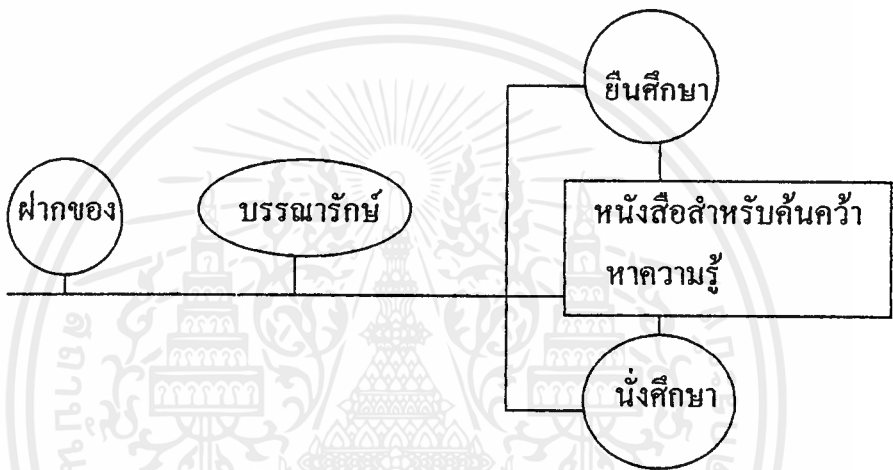 ยืนศึกษา
ฝากของ
บรรณารักษ์
หนังสือสำหรับค้นคว้า
หาความรู้
นั่งศึกษา